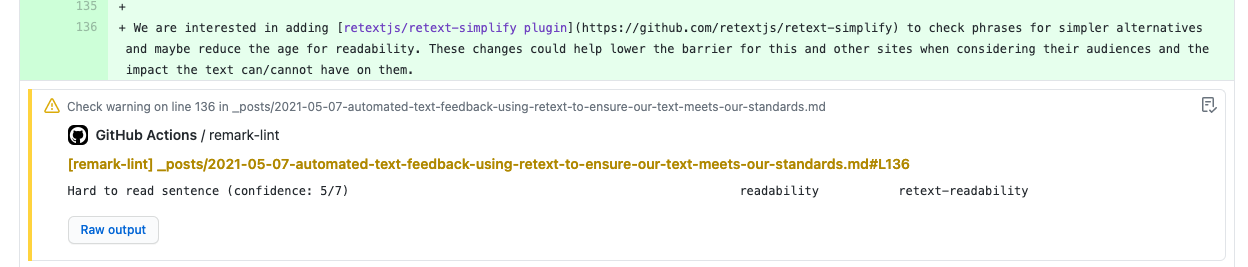 135 +
136 + We are interested in adding [retextjs/retext-simplify plugin](https://github.com/retextjs/retext-simplify) to check phrases for simpler alternatives
and maybe reduce the age for readability. These changes could help lower the barrier for this and other sites when considering their audiences and the
impact the text can/cannot have on them.
Check warning on line 136 in _posts/2021-05-07-automated-text-feedback-using-retext-to-ensure-our-text-meets-our-standards.md
GitHub Actions / remark-lint
[remark-lint] _posts/2021-05-07-automated-text-feedback-using-retext-to-ensure-our-text-meets-our-standards.md#L136
Hard to read sentence (confidence: 5/7) readability retext-readability
Raw output